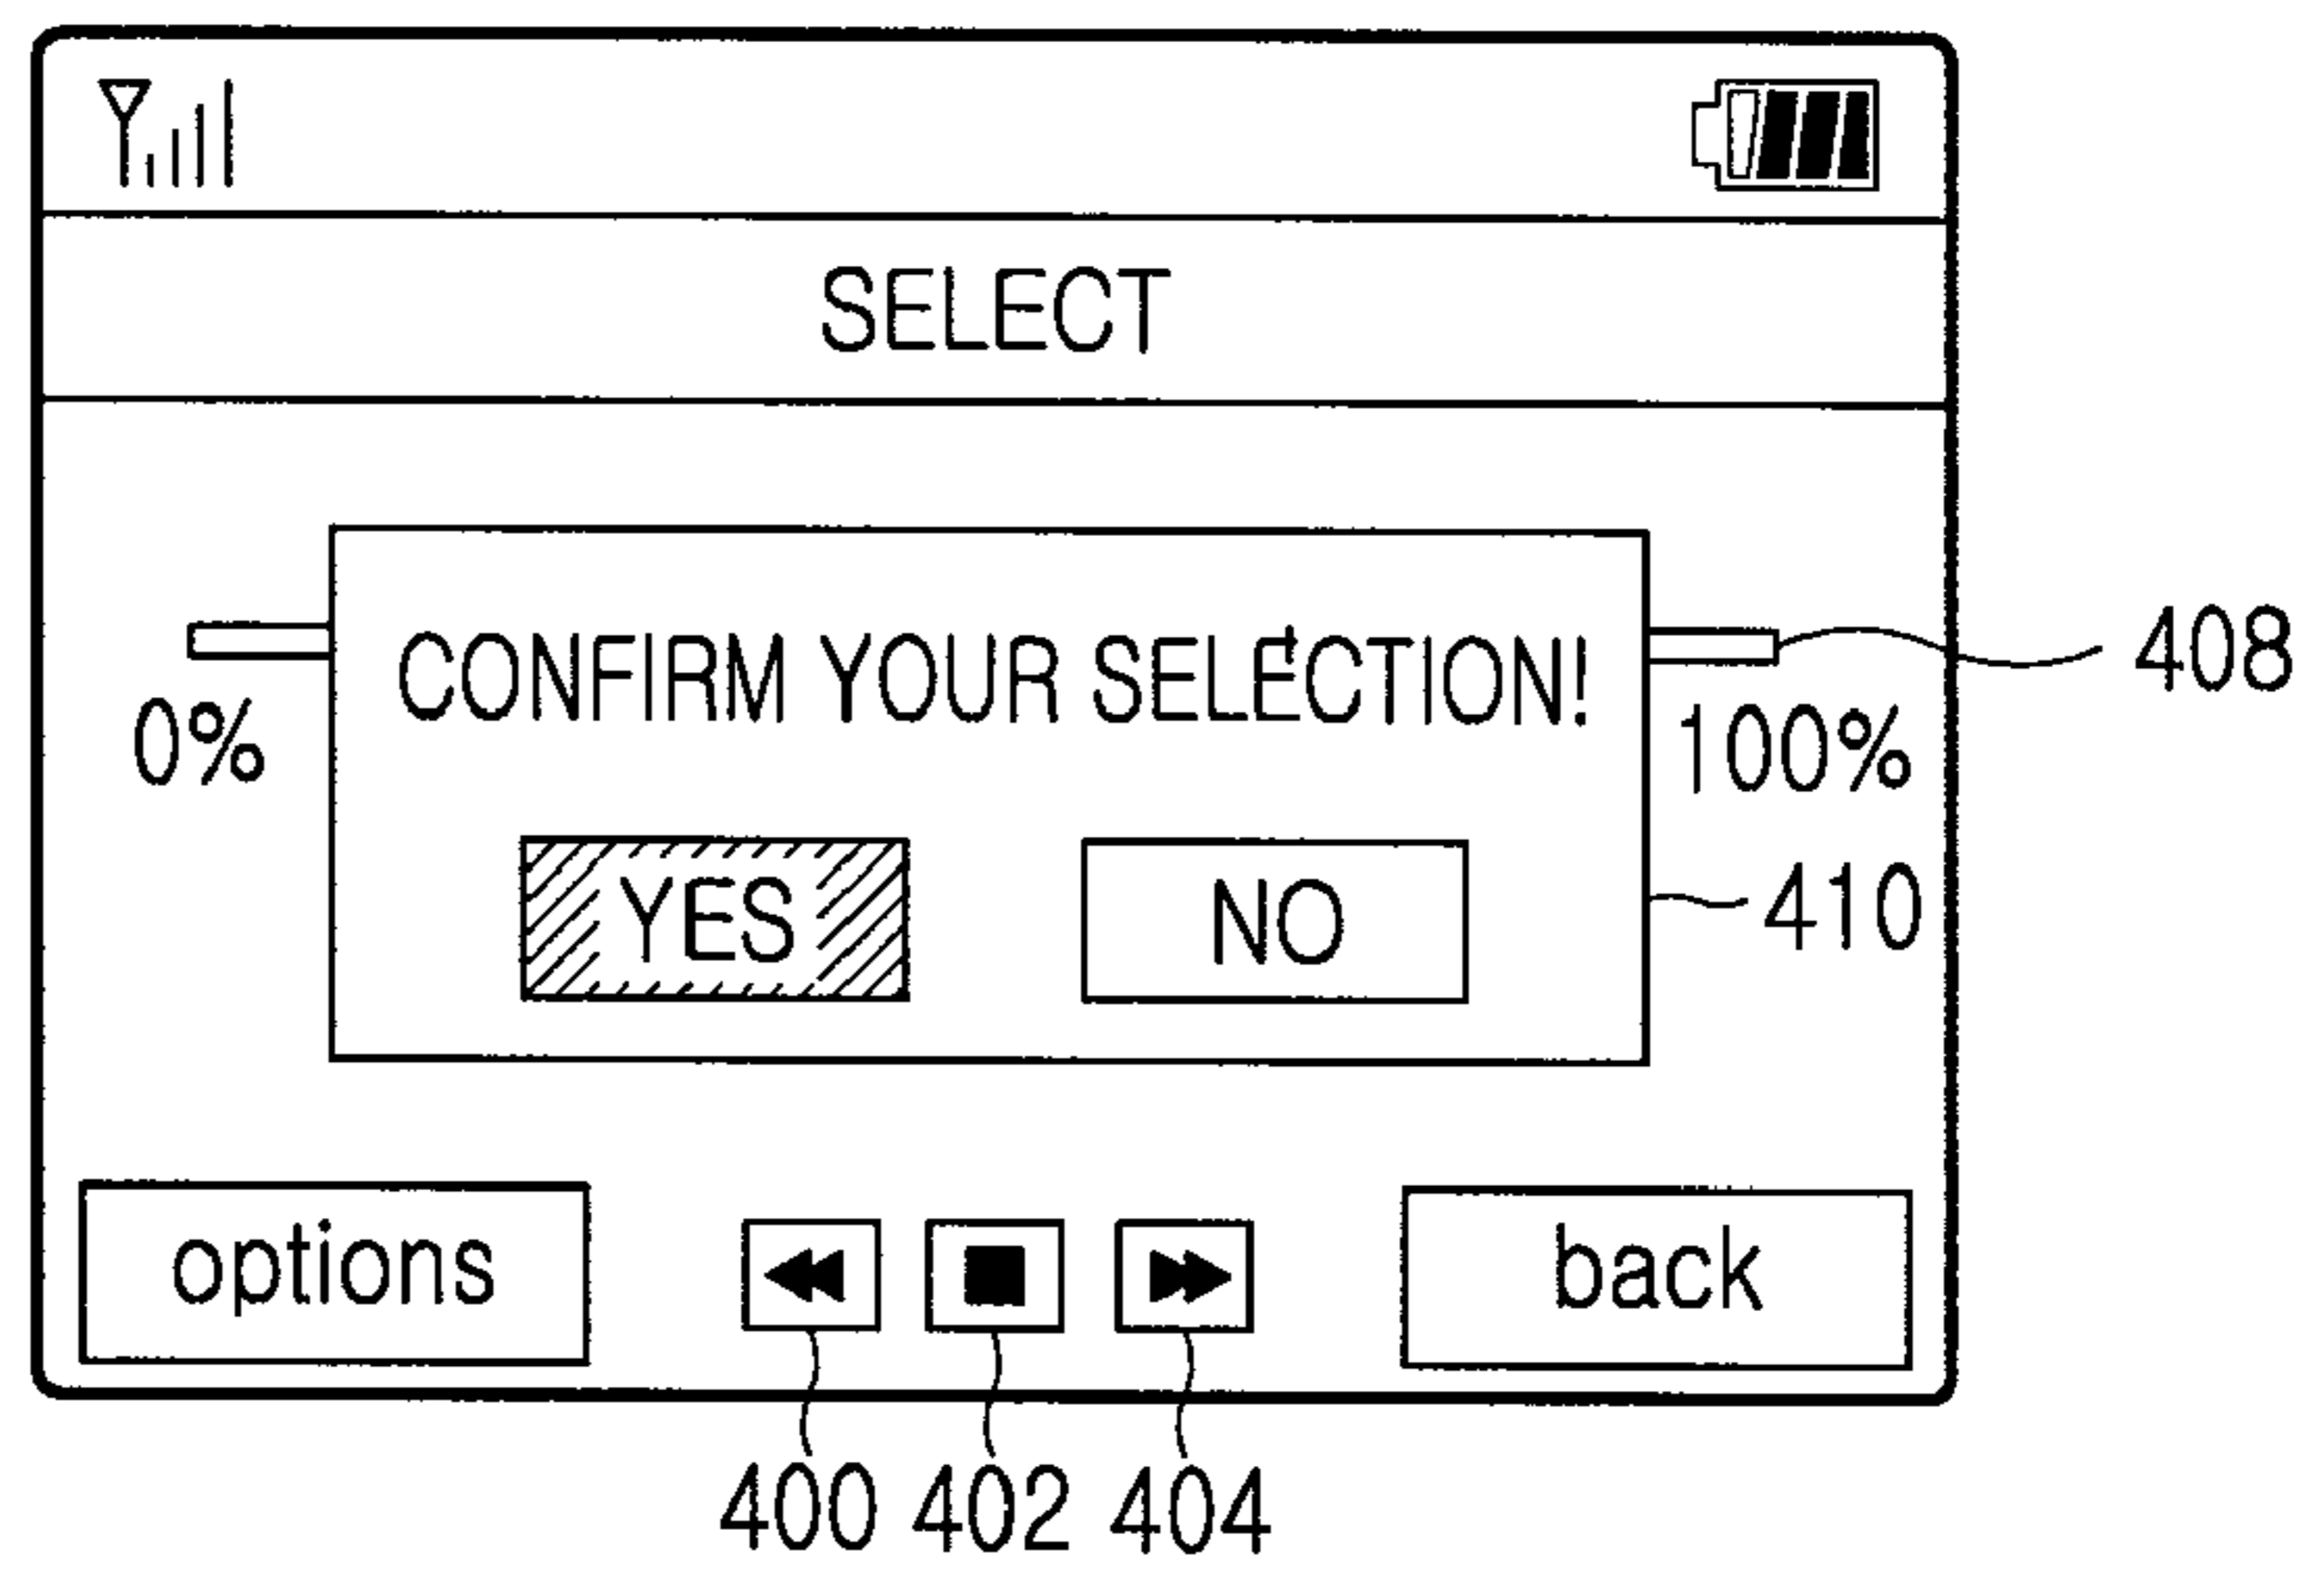 SELECT
CONFIRM YOUR SELECTION!
408
0%
100%
YES
NO
410
options
back
400
402
404